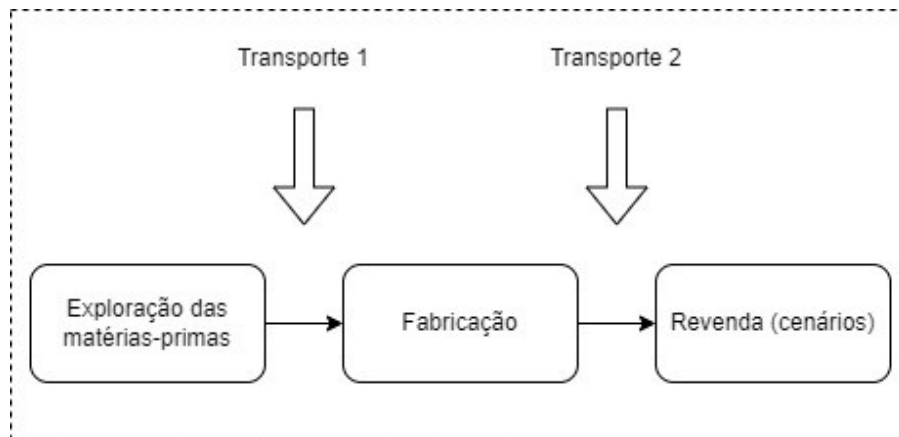 Transporte 1
Transporte 2
Exploração das
matérias-primas
Fabricação
Revenda (cenários)